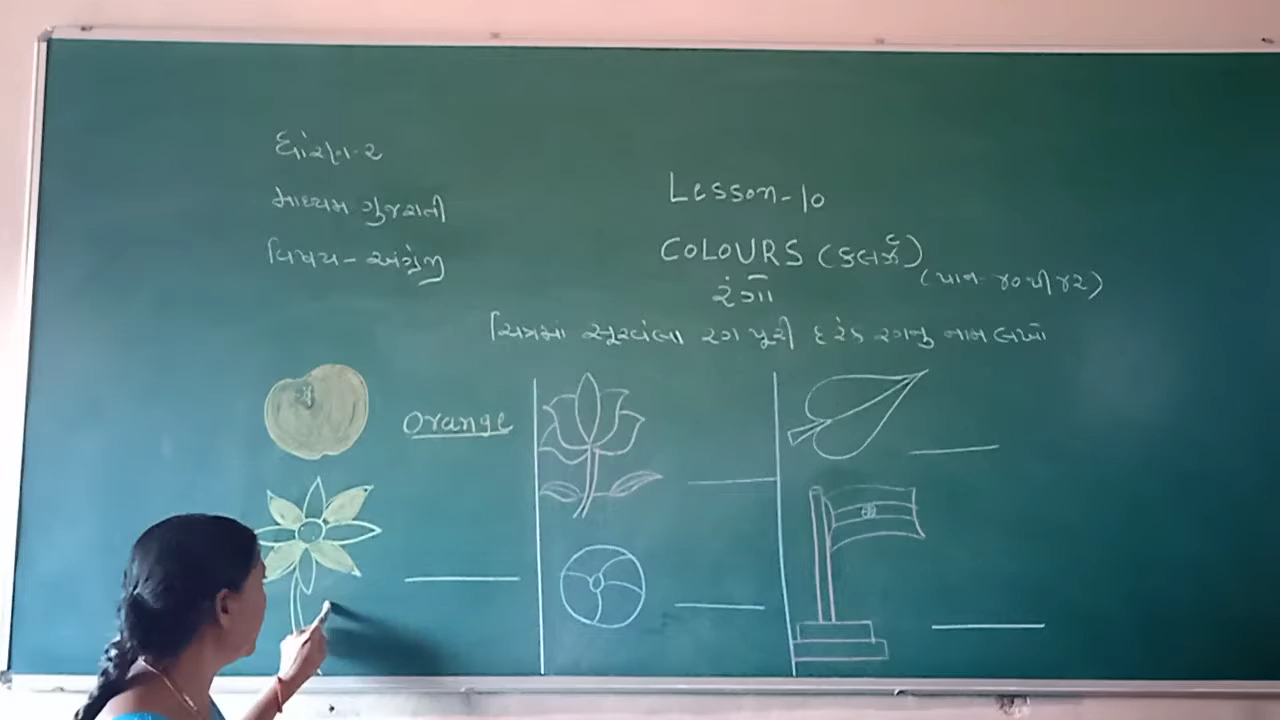 ધોરણ-૨
માધ્યમ ગુજરાતી
વિષય - અંગ્રેજી
Lesson-10
COLOURS (કલર્સ)
(પાન-૪૦થી૪૨)
રંગો
ચિત્રમાં સૂચવેલા રંગ પૂરી દરેક રંગનુ નામ લખો
Orange